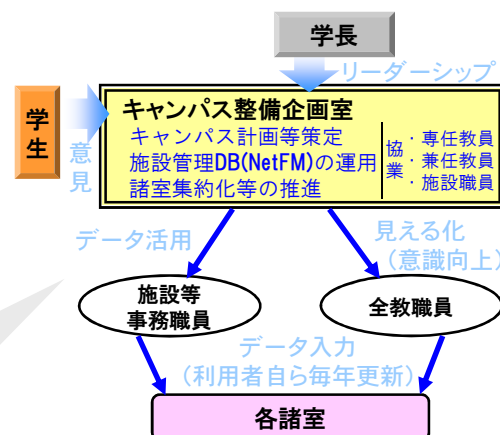 学長
リーダーシップ
学生
意見
キャンパス整備企画室
キャンパス計画等策定
施設管理DB(NetFM)の運用
諸室集約化等の推進
協業
・専任教員
・兼任教員
・施設職員
データ活用
見える化
(意識向上)
施設等
事務職員
全教職員
データ入力
(利用者自ら毎年更新)
各諸室